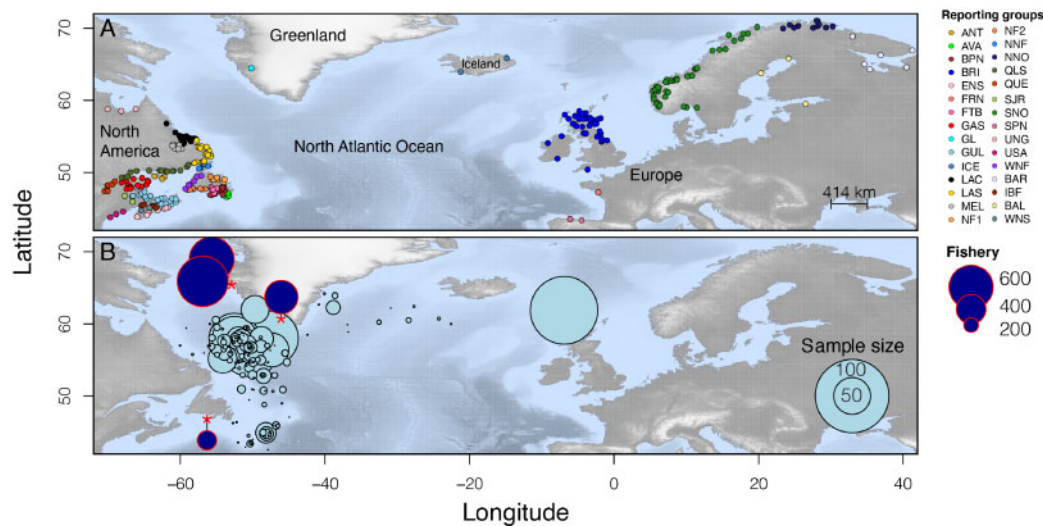 A
Greenland
Iceland
North
America
North Atlantic Ocean
Europe
414 km
70
60
50
Latitude
B
Sample size
100
50
70
60
50
−60
−40
−20
0
20
40
Longitude
Reporting groups
ANT
AVA
BPN
BRI
ENS
FRN
FTB
GAS
GL
GUL
ICE
LAC
LAS
MEL
NF1
NF2
NNF
NNO
QLS
QUE
SJR
SNO
SPN
UNG
USA
WNF
BAR
IBF
BAL
WNS
Fishery
600
400
200